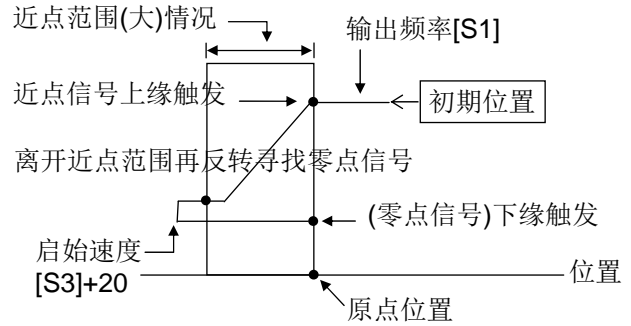 近点范围(大)情况
输出频率[S1]
近点信号上缘触发
初期位置
离开近点范围再反转寻找零点信号
(零点信号)下缘触发
启始速度
[S3]+20
位置
原点位置